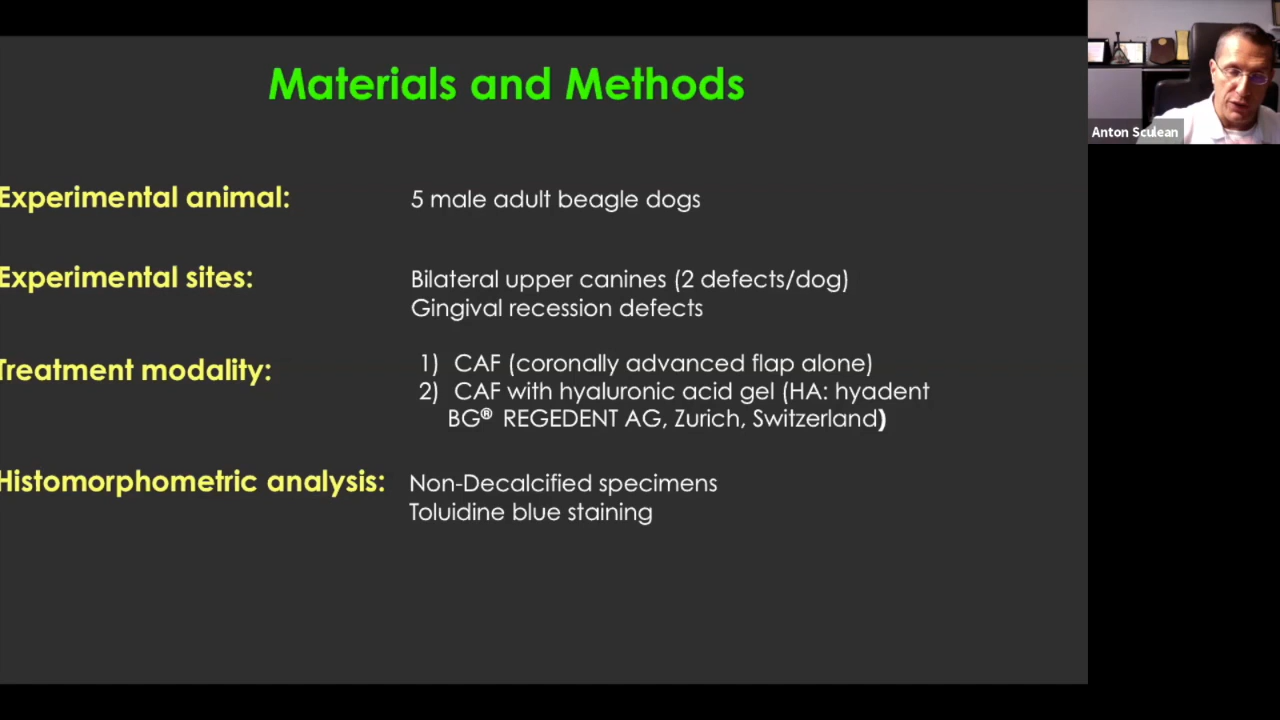 Materials and Methods
Anton Sculean
Experimental animal: 5 male adult beagle dogs
Experimental sites: Bilateral upper canines (2 defects/dog)
Gingival recession defects
Treatment modality: 1) CAF (coronally advanced flap alone)
2) CAF with hyaluronic acid gel (HA: hyadent
BG® REGEDENT AG, Zurich, Switzerland)
Histomorphometric analysis: Non-Decalcified specimens
Toluidine blue staining